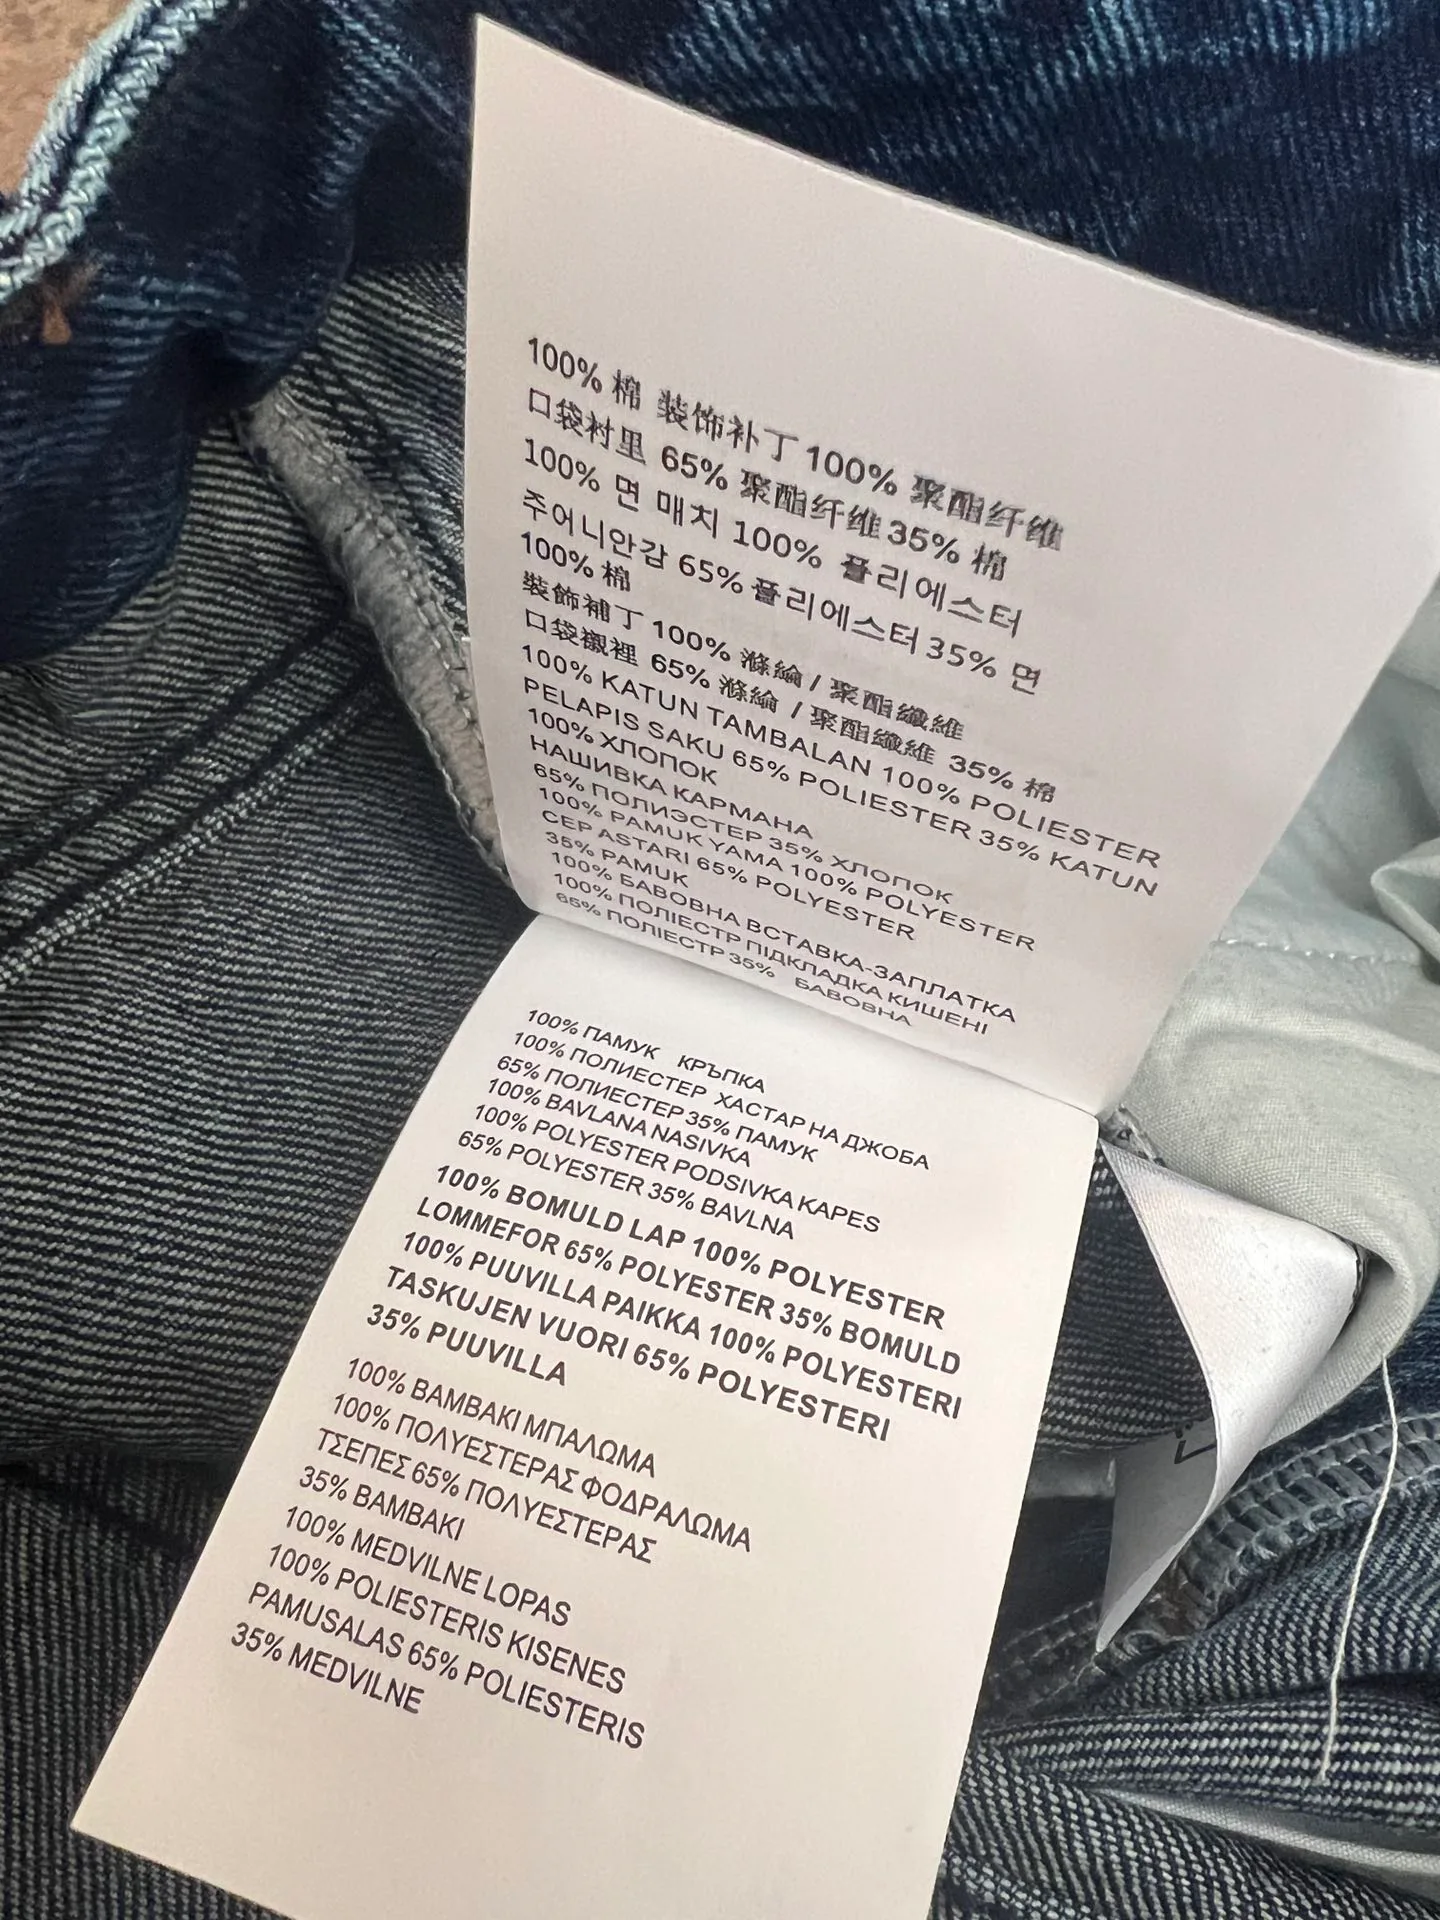 100% 棉 装饰补丁 100% 聚酯纤维
口袋衬里 65% 聚酯纤维 35% 棉
100% 면 매치 100% 폴리에스터
주어니안감 65% 폴리에스터 35% 면
100% 棉
裝飾補丁 100% 滌綸 / 聚酯纖維
口袋襯裡 65% 滌綸 / 聚酯纖維 35% 棉
100% KATUN TAMBALAN 100% POLIESTER
PELAPIS SAKU 65% POLIESTER 35% KATUN
100% ХЛОПОК
НАШИВКА КАРМАНА
65% ПОЛИЭСТЕР 35% ХЛОПОК
100% PAMUK YAMA 100% POLYESTER
CEP ASTARI 65% POLYESTER
35% PAMUK
100% БАВОВНА ВСТАВКА-ЗАПЛАТКА
100% ПОЛІЕСТР ПІДКЛАДКА КИШЕНІ
65% ПОЛІЕСТР 35% БАВОВНА
100% ПАМУК КРЪПКА
100% ПОЛИЕСТЕР ХАСТАР НА ДЖОБА
65% ПОЛИЕСТЕР 35% ПАМУК
100% BAVLANA NASIVKA
100% POLYESTER PODSIVKA KAPES
65% POLYESTER 35% BAVLNA
100% BOMULD LAP 100% POLYESTER
LOMMEFOR 65% POLYESTER 35% BOMULD
100% PUUVILLA PAIKKA 100% POLYESTERI
TASKUJEN VUORI 65% POLYESTERI
35% PUUVILLA
100% ΒΑΜΒΑΚΙ ΜΠΑΛΩΜΑ
100% ΠΟΛΥΕΣΤΕΡΑΣ ΦΟΔΡΑΛΩΜΑ
ΤΣΕΠΕΣ 65% ΠΟΛΥΕΣΤΕΡΑΣ
35% ΒΑΜΒΑΚΙ
100% MEDVILNE LOPAS
100% POLIESTERIS KISENES
PAMUSALAS 65% POLIESTERIS
35% MEDVILNE